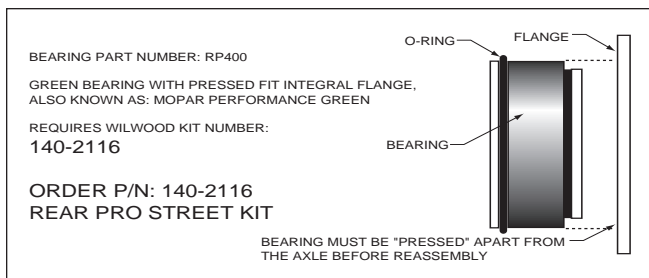 BEARING PART NUMBER: RP400
GREEN BEARING WITH PRESSED FIT INTEGRAL FLANGE,
ALSO KNOWN AS: MOPAR PERFORMANCE GREEN
REQUIRES WILWOOD KIT NUMBER:
140-2116
ORDER P/N: 140-2116
REAR PRO STREET KIT
O-RING
FLANGE
BEARING
BEARING MUST BE "PRESSED" APART FROM
THE AXLE BEFORE REASSEMBLY